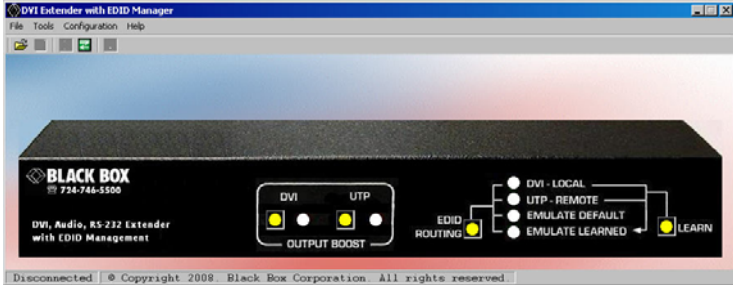 DVI Extender with EDID Manager
File Tools Configuration Help
BLACK BOX
724-746-5500
DVI, Audio, RS-232 Extender
with EDID Management
DVI UTP
OUTPUT BOOST
EDID
ROUTING
DVI - LOCAL
UTP - REMOTE
EMULATE DEFAULT
EMULATE LEARNED
LEARN
Disconnected © Copyright 2008. Black Box Corporation. All rights reserved.